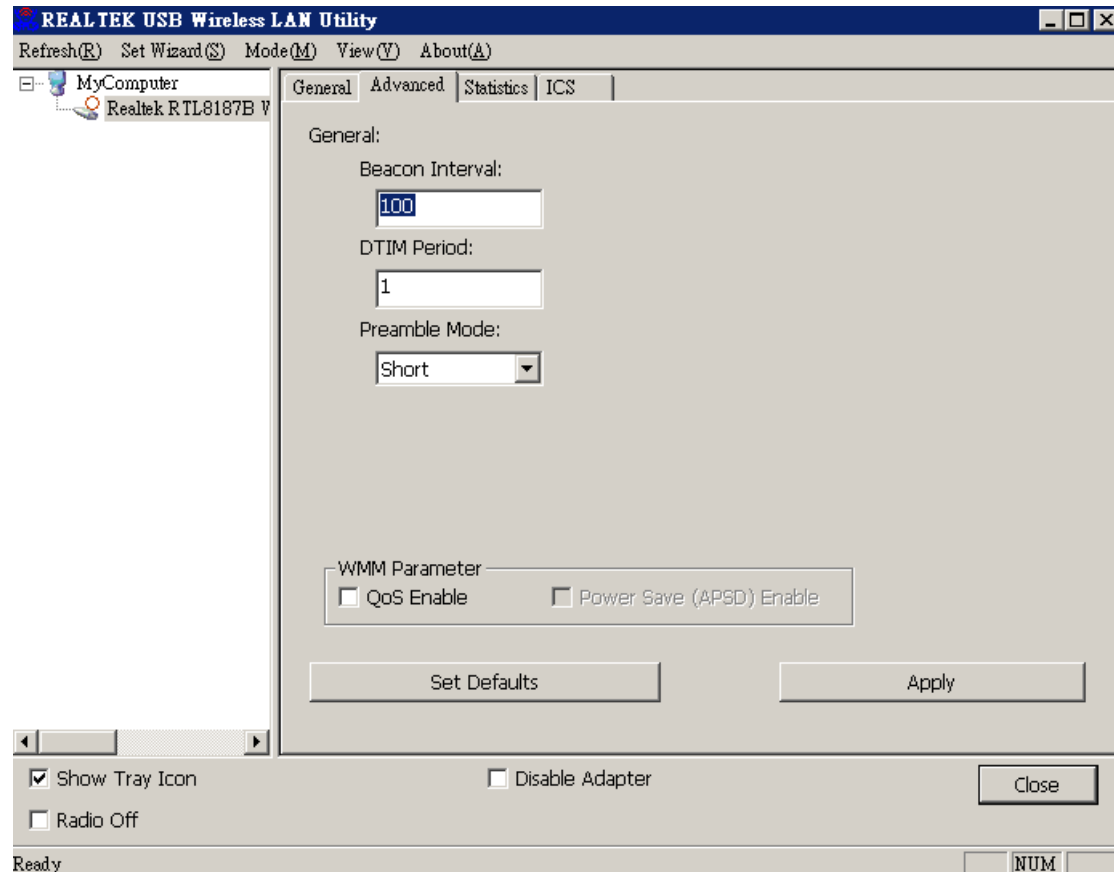 REALTEK USB Wireless LAN Utility
Refresh(R) Set Wizard(S) Mode(M) View(V) About(A)
MyComputer
Realtek RTL8187B W
General Advanced Statistics ICS
General:
Beacon Interval:
100
DTIM Period:
1
Preamble Mode:
Short
WMM Parameter
QoS Enable Power Save (APSD) Enable
Set Defaults Apply
Show Tray Icon Disable Adapter Close
Radio Off
Ready NUM